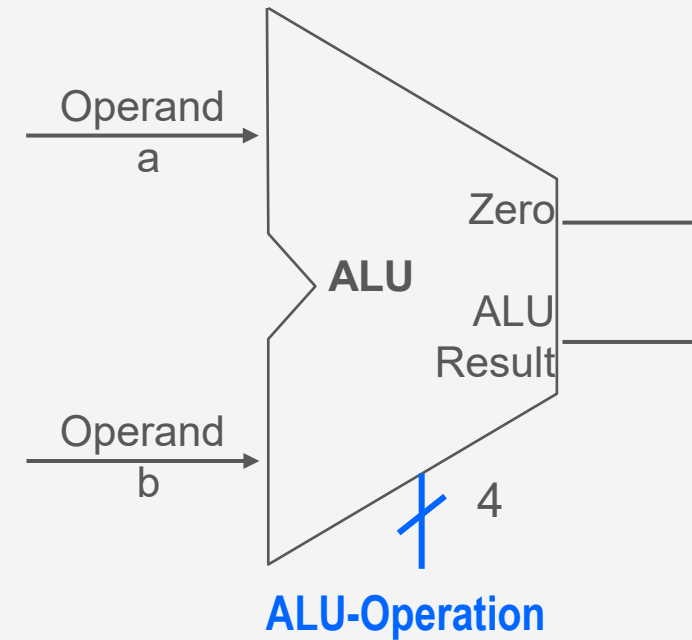 Operand
a
Zero
ALU
ALU
Result
Operand
b
4
ALU-Operation